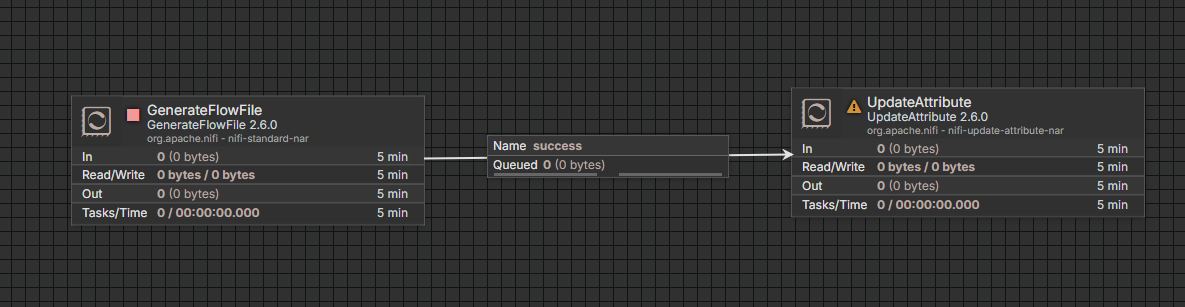 GenerateFlowFile
GenerateFlowFile 2.6.0
org.apache.nifi - nifi-standard-nar
In 0 (0 bytes) 5 min
Read/Write 0 bytes / 0 bytes 5 min
Out 0 (0 bytes) 5 min
Tasks/Time 0 / 00:00:00.000 5 min
Name success
Queued 0 (0 bytes)
UpdateAttribute
UpdateAttribute 2.6.0
org.apache.nifi - nifi-update-attribute-nar
In 0 (0 bytes) 5 min
Read/Write 0 bytes / 0 bytes 5 min
Out 0 (0 bytes) 5 min
Tasks/Time 0 / 00:00:00.000 5 min